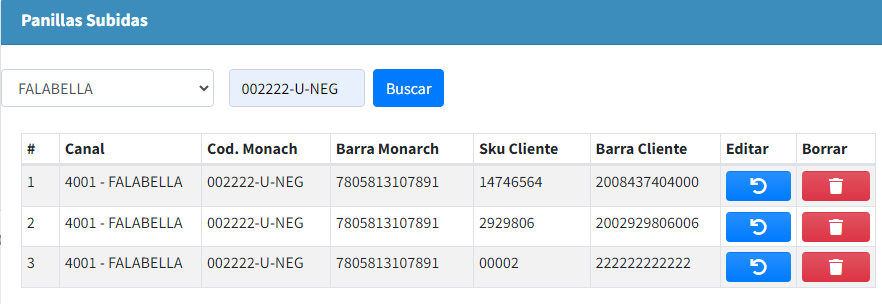 Panillas Subidas
FALABELLA 002222-U-NEG Buscar
# Canal Cod. Monach Barra Monarch Sku Cliente Barra Cliente Editar Borrar
1 4001 - FALABELLA 002222-U-NEG 7805813107891 14746564 2008437404000
2 4001 - FALABELLA 002222-U-NEG 7805813107891 2929806 2002929806006
3 4001 - FALABELLA 002222-U-NEG 7805813107891 00002 222222222222